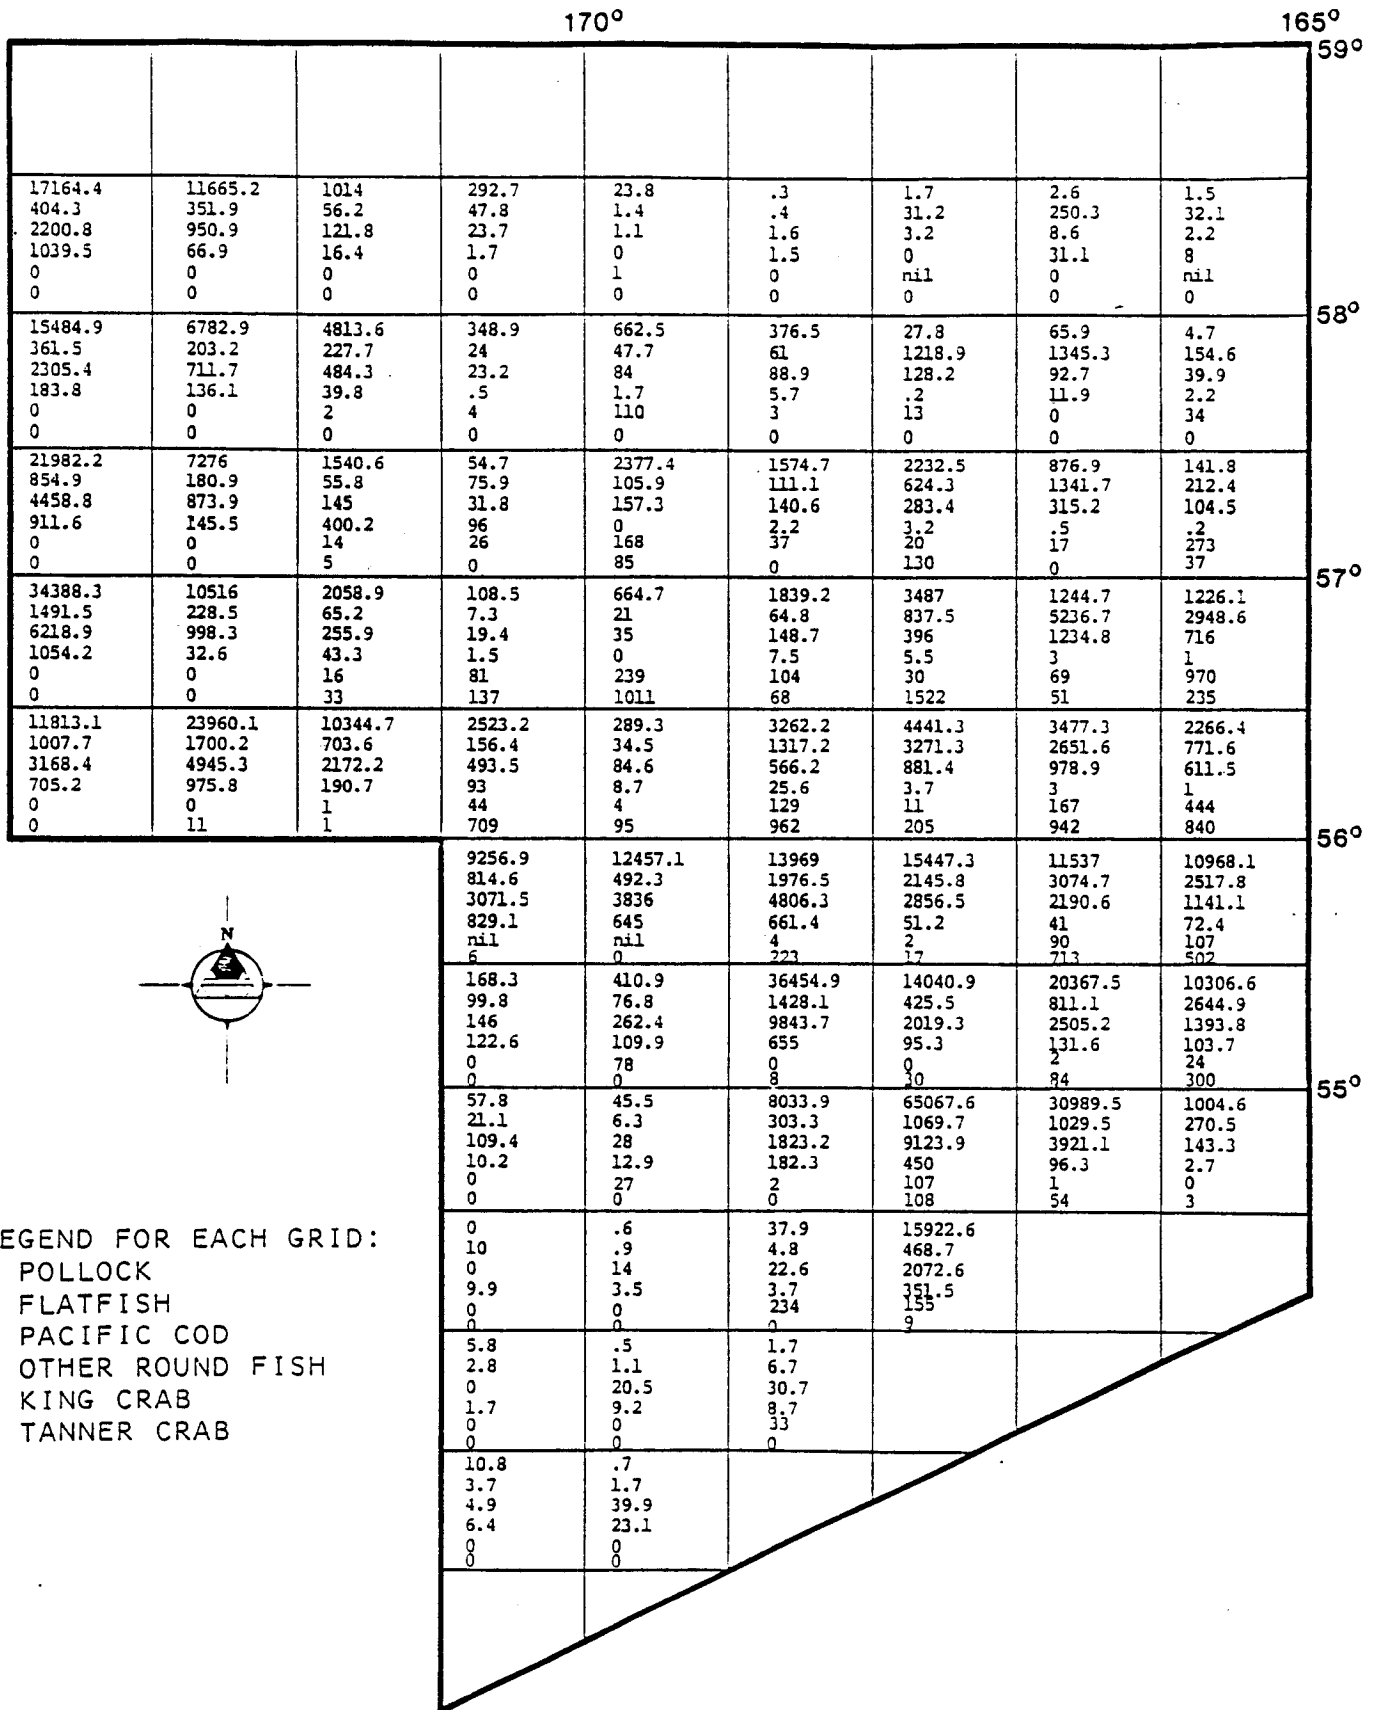 170° 165°
59°
17164.4 11665.2 1014 292.7 23.8 .3 1.7 2.6 1.5
404.3 351.9 56.2 47.8 1.4 .4 31.2 250.3 32.1
2200.8 950.9 121.8 23.7 1.1 1.6 3.2 8.6 2.2
1039.5 66.9 16.4 1.7 0 1.5 0 31.1 8
0 0 0 0 1 0 nil 0 nil
0 0 0 0 0 0 0 0 0
58°
15484.9 6782.9 4813.6 348.9 662.5 376.5 27.8 65.9 4.7
361.5 203.2 227.7 24 47.7 61 1218.9 1345.3 154.6
2305.4 711.7 484.3 23.2 84 88.9 128.2 92.7 39.9
183.8 136.1 39.8 .5 1.7 5.7 .2 11.9 2.2
0 0 2 4 110 3 13 0 34
0 0 0 0 0 0 0 0 0
21982.2 7276 1540.6 54.7 2377.4 1574.7 2232.5 876.9 141.8
854.9 180.9 55.8 75.9 105.9 111.1 624.3 1341.7 212.4
4458.8 873.9 145 31.8 157.3 140.6 283.4 315.2 104.5
911.6 145.5 400.2 96 0 2.2 3.2 .5 .2
0 0 14 26 168 37 20 17 273
0 0 5 0 85 0 130 0 37
57°
34388.3 10516 2058.9 108.5 664.7 1839.2 3487 1244.7 1226.1
1491.5 228.5 65.2 7.3 21 64.8 837.5 5236.7 2948.6
6218.9 998.3 255.9 19.4 35 148.7 396 1234.8 716
1054.2 32.6 43.3 1.5 0 7.5 5.5 3 1
0 0 16 81 239 104 30 69 970
0 0 33 137 1011 68 1522 51 235
11813.1 23960.1 10344.7 2523.2 289.3 3262.2 4441.3 3477.3 2266.4
1007.7 1700.2 703.6 156.4 34.5 1317.2 3271.3 2651.6 771.6
3168.4 4945.3 2172.2 493.5 84.6 566.2 881.4 978.9 611.5
705.2 975.8 190.7 93 8.7 25.6 3.7 3 1
0 0 1 44 4 129 11 167 444
0 11 1 709 95 962 205 942 840
56°
9256.9 12457.1 13969 15447.3 11537 10968.1
814.6 492.3 1976.5 2145.8 3074.7 2517.8
3071.5 3836 4806.3 2856.5 2190.6 1141.1
829.1 645 661.4 51.2 41 72.4
nil nil 4 2 90 107
6 0 223 17 713 502
N
168.3 410.9 36454.9 14040.9 20367.5 10306.6
99.8 76.8 1428.1 425.5 811.1 2644.9
146 262.4 9843.7 2019.3 2505.2 1393.8
122.6 109.9 655 95.3 131.6 103.7
0 78 0 0 2 24
0 0 8 30 84 300
55°
57.8 45.5 8033.9 65067.6 30989.5 1004.6
21.1 6.3 303.3 1069.7 1029.5 270.5
109.4 28 1823.2 9123.9 3921.1 143.3
10.2 12.9 182.3 450 96.3 2.7
0 27 2 107 1 0
0 0 0 108 54 3
0 .6 37.9 15922.6
10 .9 4.8 468.7
0 14 22.6 2072.6
9.9 3.5 3.7 351.5
0 0 234 155
0 0 0 9
5.8 .5 1.7
2.8 1.1 6.7
0 20.5 30.7
1.7 9.2 8.7
0 0 33
0 0 0
10.8 .7
3.7 1.7
4.9 39.9
6.4 23.1
0 0
0 0
EGEND FOR EACH GRID:
POLLOCK
FLATFISH
PACIFIC COD
OTHER ROUND FISH
KING CRAB
TANNER CRAB